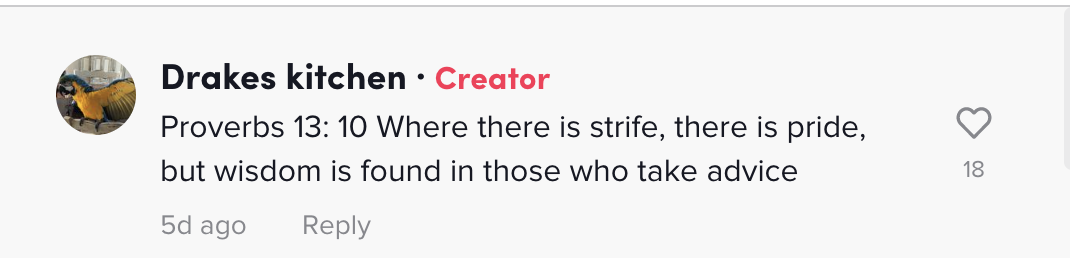 Drakes kitchen · Creator
Proverbs 13: 10 Where there is strife, there is pride,
but wisdom is found in those who take advice
18
5d ago Reply